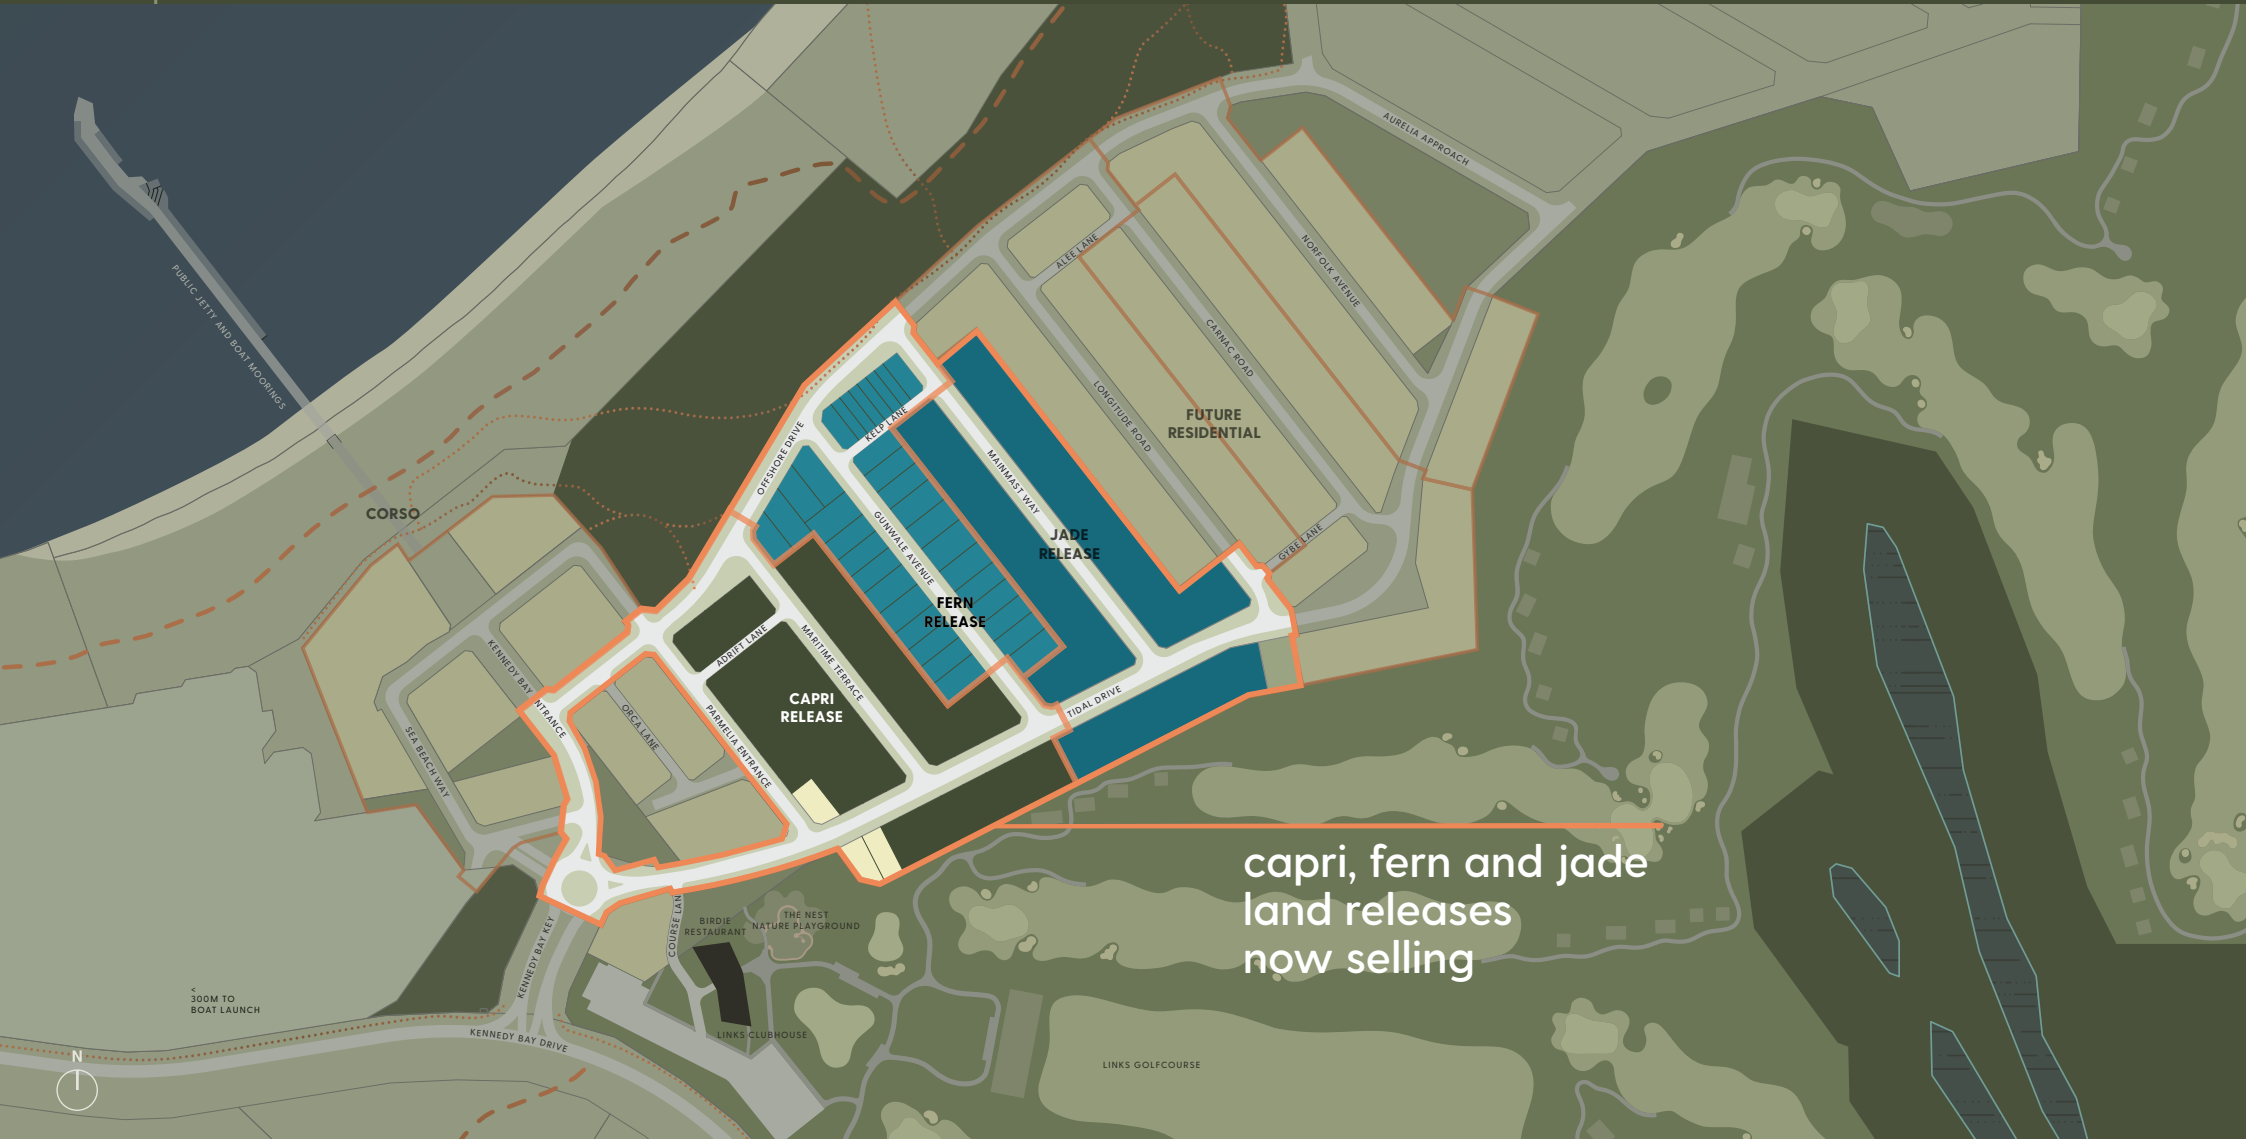 AURELIA APPROACH
PUBLIC JETTY AND BOAT MOORINGS
NORFOLK AVENUE
ALEE LANE
CARNAC ROAD
LONGITUDE ROAD
FUTURE
RESIDENTIAL
KELP LANE
OFFSHORE DRIVE
MAINMAST WAY
CORSO
GUNWALE AVENUE
JADE
RELEASE
GYBE LANE
FERN
RELEASE
ADRIFT LANE
MARITIME TERRACE
CAPRI
RELEASE
KENNEDY BAY ENTRANCE
ORCA LANE
PARMELIA ENTRANCE
TIDAL DRIVE
SEA BEACH WAY
capri, fern and jade
land releases
now selling
COURSE LANE
BIRDIE
RESTAURANT
THE NEST
NATURE PLAYGROUND
KENNEDY BAY KEY
<
300M TO
BOAT LAUNCH
LINKS CLUBHOUSE
KENNEDY BAY DRIVE
LINKS GOLFCOURSE
N